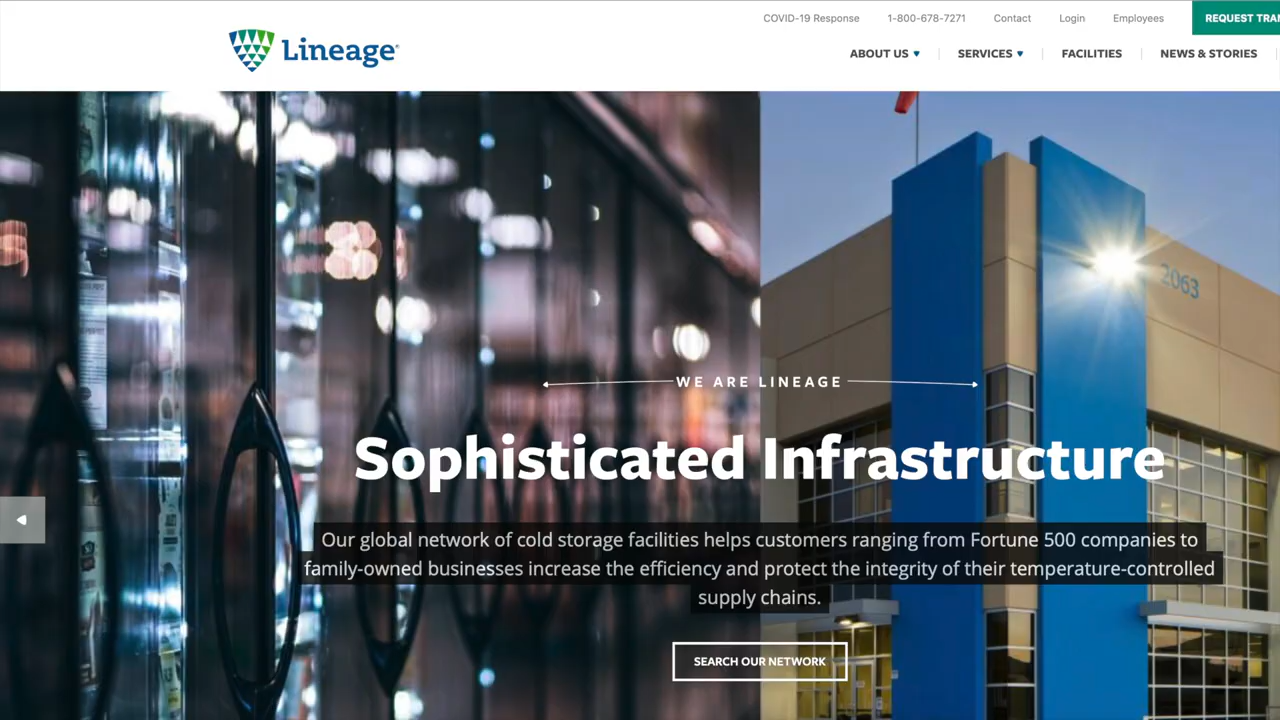 COVID-19 Response 1-800-678-7271 Contact Login Employees REQUEST TRA
Lineage
ABOUT US SERVICES FACILITIES NEWS & STORIES
2063
WE ARE LINEAGE
Sophisticated Infrastructure
Our global network of cold storage facilities helps customers ranging from Fortune 500 companies to
family-owned businesses increase the efficiency and protect the integrity of their temperature-controlled
supply chains.
SEARCH OUR NETWORK